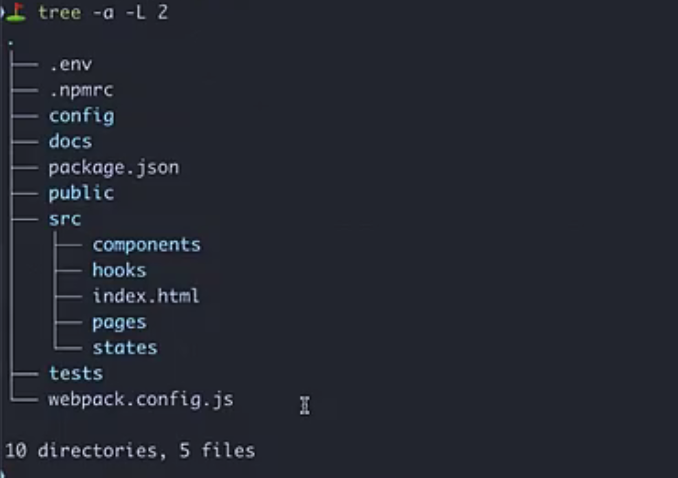 tree -a -L 2
.
├── .env
├── .npmrc
├── config
├── docs
├── package.json
├── public
├── src
│   ├── components
│   ├── hooks
│   ├── index.html
│   ├── pages
│   └── states
├── tests
└── webpack.config.js
10 directories, 5 files